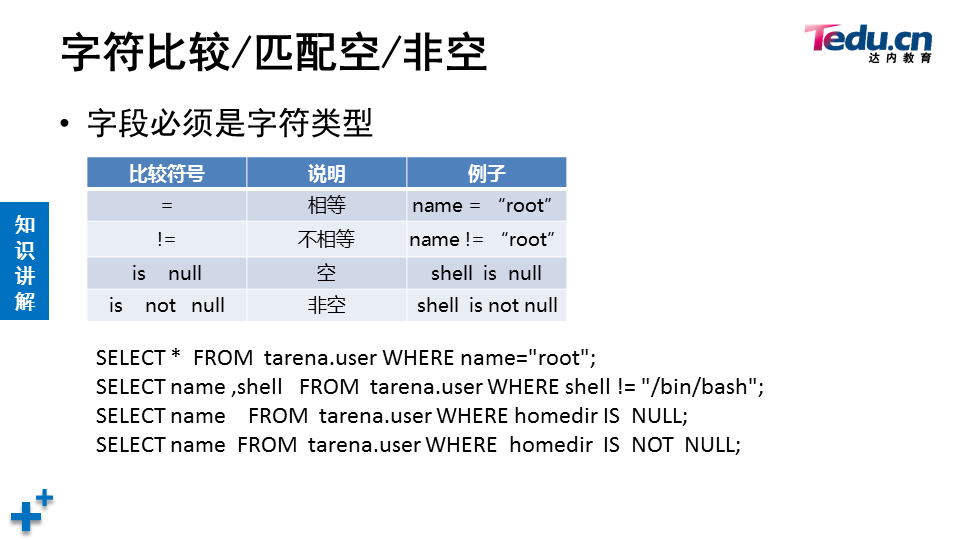 字符比较/匹配空/非空
Tedu.cn
达内教育
• 字段必须是字符类型
比较符号 说明 例子
= 相等 name = “root”
!= 不相等 name != “root”
is null 空 shell is null
is not null 非空 shell is not null
知
识
讲
解
SELECT * FROM tarena.user WHERE name="root";
SELECT name ,shell FROM tarena.user WHERE shell != "/bin/bash";
SELECT name FROM tarena.user WHERE homedir IS NULL;
SELECT name FROM tarena.user WHERE homedir IS NOT NULL;